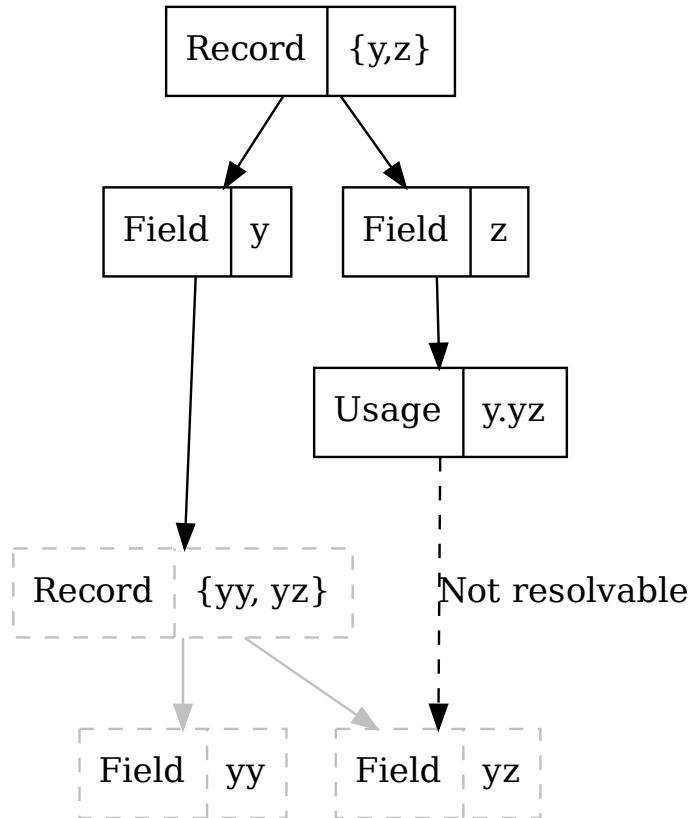 Record {y,z}
Field y
Field z
Usage y.yz
Record {yy, yz}
Not resolvable
Field yy
Field yz